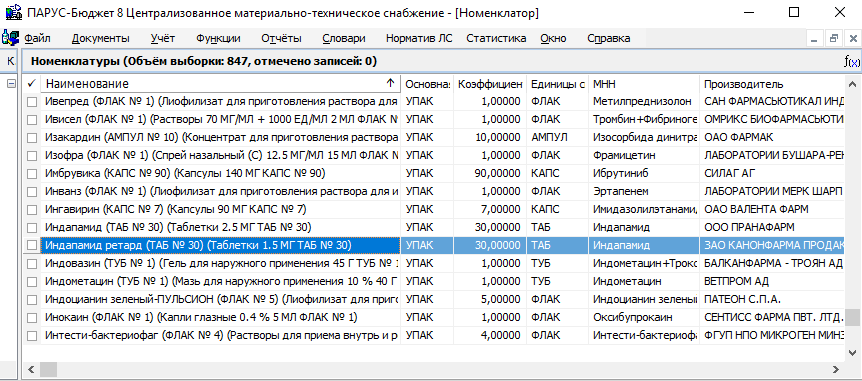 ПАРУС-Бюджет 8 Централизованное материально-техническое снабжение - [Номенклатор]
Файл Документы Учёт Функции Отчёты Словари Норматив ЛС Статистика Окно Справка
К Номенклатуры (Объём выборки: 847, отмечено записей: 0) f(x)
Наименование Основна Коэффициен Единицы с МНН Производитель
Ивепред (ФЛАК № 1) (Лиофилизат для приготовления раствора для УПАК 1,00000 ФЛАК Метилпреднизолон САН ФАРМАСЬЮТИКАЛ ИНД
Ивисел (ФЛАК № 1) (Растворы 70 МГ/МЛ + 1000 ЕД/МЛ 2 МЛ ФЛАК № УПАК 1,00000 ФЛАК Тромбин+Фибриноге ОМРИКС БИОФАРМАСЬЮТИ
Изакардин (АМПУЛ № 10) (Концентрат для приготовления раствора УПАК 10,00000 АМПУЛ Изосорбида динитра ОАО ФАРМАК
Изофра (ФЛАК № 1) (Спрей назальный (С) 12.5 МГ/МЛ 15 МЛ ФЛАК № УПАК 1,00000 ФЛАК Фрамицетин ЛАБОРАТОРИИ БУШАРА-РЕК
Имбрувика (КАПС № 90) (Капсулы 140 МГ КАПС № 90) УПАК 90,00000 КАПС Ибрутиниб СИЛАГ АГ
Инванз (ФЛАК № 1) (Лиофилизат для приготовления раствора для и УПАК 1,00000 ФЛАК Эртапенем ЛАБОРАТОРИИ МЕРК ШАРП
Ингавирин (КАПС № 7) (Капсулы 90 МГ КАПС № 7) УПАК 7,00000 КАПС Имидазолилэтанамид ОАО ВАЛЕНТА ФАРМ
Индапамид (ТАБ № 30) (Таблетки 2.5 МГ ТАБ № 30) УПАК 30,00000 ТАБ Индапамид ООО ПРАНАФАРМ
Индапамид ретард (ТАБ № 30) (Таблетки 1.5 МГ ТАБ № 30) УПАК 30,00000 ТАБ Индапамид ЗАО КАНОНФАРМА ПРОДАК
Индовазин (ТУБ № 1) (Гель для наружного применения 45 Г ТУБ № 1 УПАК 1,00000 ТУБ Индометацин+Трокс БАЛКАНФАРМА - ТРОЯН АД
Индометацин (ТУБ № 1) (Мазь для наружного применения 10 % 40 Г УПАК 1,00000 ТУБ Индометацин ВЕТПРОМ АД
Индоцианин зеленый-ПУЛЬСИОН (ФЛАК № 5) (Лиофилизат для приго УПАК 5,00000 ФЛАК Индоцианин зелены ПАТЕОН С.П.А.
Инокаин (ФЛАК № 1) (Капли глазные 0.4 % 5 МЛ ФЛАК № 1) УПАК 1,00000 ФЛАК Оксибупрокаин СЕНТИСС ФАРМА ПВТ. ЛТД.
Интести-бактериофаг (ФЛАК № 4) (Растворы для приема внутрь и р УПАК 4,00000 ФЛАК Интести-бактериофа ФГУП НПО МИКРОГЕН МИНЗ